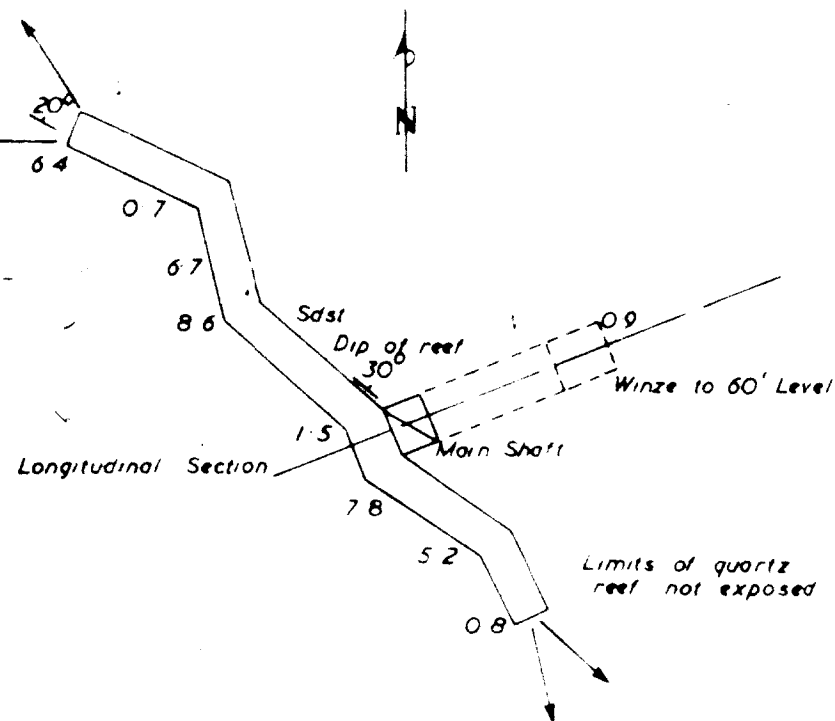 20°
N
6 4
0 7
6 7
8 6
Sdst
Dip of reef
30°
0 9
Winze to 60' Level
1 5
Main Shaft
Longitudinal Section
7 8
5 2
Limits of quartz
reef not exposed
0 8